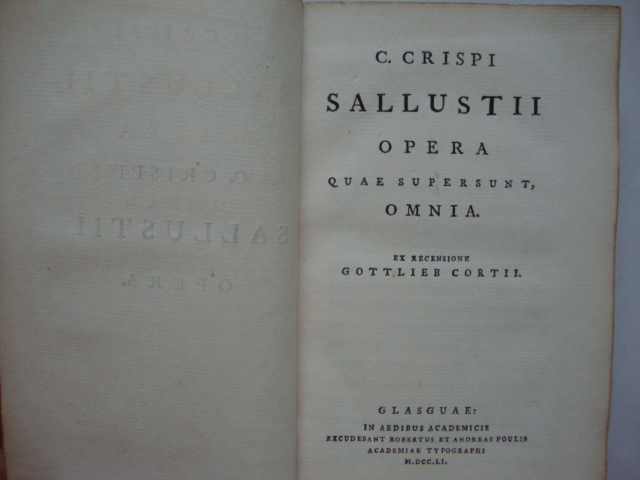 C. CRISPI
SALLUSTII
OPERA
QUAE SUPERSUNT,
OMNIA.
EX RECENSIONE
GOTTLIEB CORTII.
GLASGUAE:
IN AEDIBUS ACADEMICIS
EXCUDEBANT ROBERTUS ET ANDREAS FOULIS
ACADEMIAE TYPOGRAPHI
M.DCC.LI.